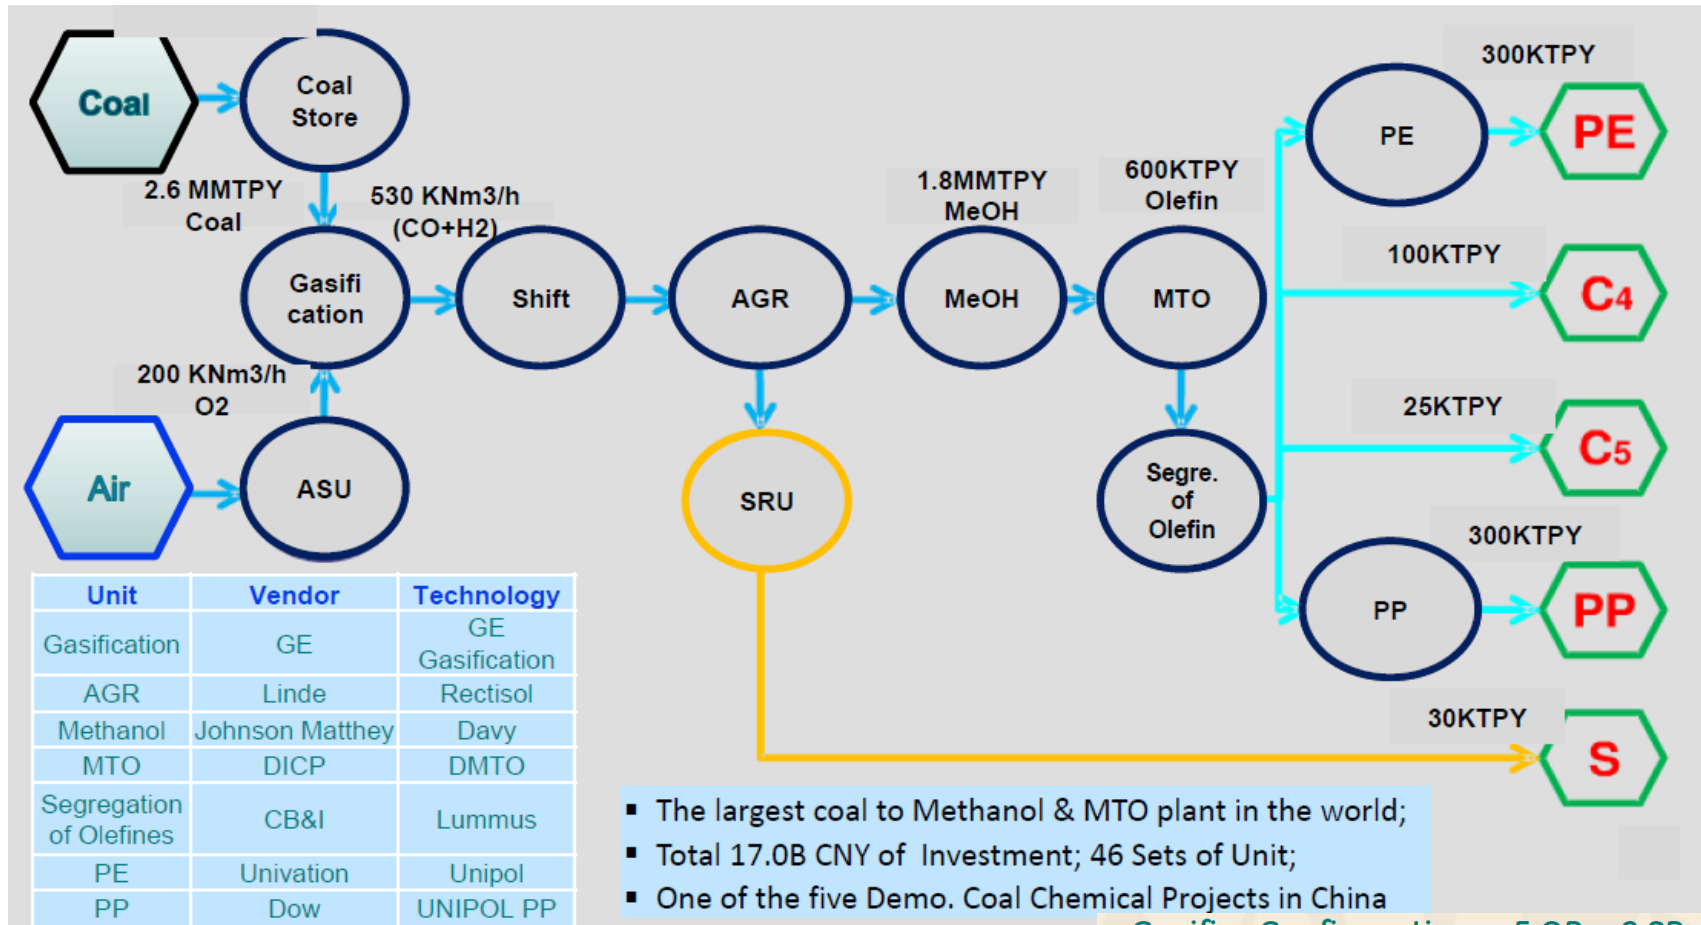 Coal
Coal
Store
2.6 MMTPY
Coal
530 KNm3/h
(CO+H2)
Gasifi
cation
Shift
AGR
1.8MMTPY
MeOH
MeOH
600KTPY
Olefin
MTO
200 KNm3/h
O2
Air
ASU
SRU
Segre.
of
Olefin
PE
300KTPY
PE
100KTPY
C4
25KTPY
C5
PP
300KTPY
PP
30KTPY
S
Unit Vendor Technology
Gasification GE GE
Gasification
AGR Linde Rectisol
Methanol Johnson Matthey Davy
MTO DICP DMTO
Segregation
of Olefines CB&I Lummus
PE Univation Unipol
PP Dow UNIPOL PP
▪ The largest coal to Methanol & MTO plant in the world;
▪ Total 17.0B CNY of Investment; 46 Sets of Unit;
▪ One of the five Demo. Coal Chemical Projects in China